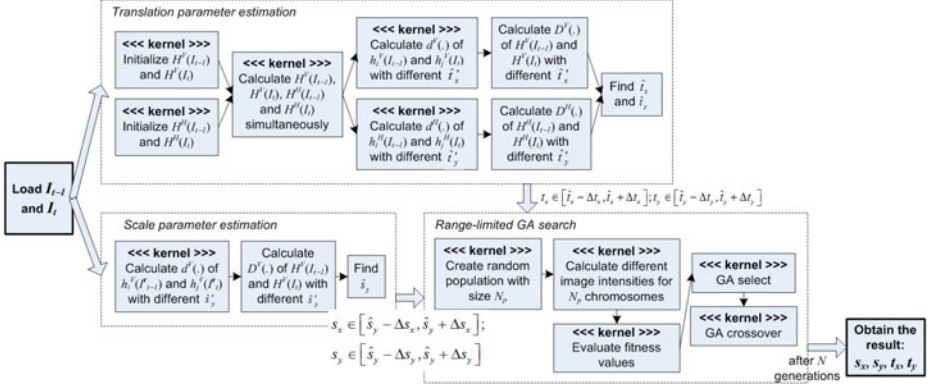 Translation parameter estimation
<<< kernel >>>
Initialize H^V(I_{t-1})
and H^V(I_t)
<<< kernel >>>
Initialize H^H(I_{t-1})
and H^H(I_t)
<<< kernel >>>
Calculate H^V(I_{t-1}),
H^V(I_t), H^H(I_{t-1})
and H^H(I_t)
simultaneously
<<< kernel >>>
Calculate d^V(.) of
h_i^V(I_{t-1}) and h_j^V(I_t)
with different t̂'_x
Calculate D^V(.)
of H^V(I_{t-1}) and
H^V(I_t) with
different t̂'_x
<<< kernel >>>
Calculate d^H(.) of
h_i^H(I_{t-1}) and h_j^H(I_t)
with different t̂'_y
Calculate D^H(.)
of H^H(I_{t-1}) and
H^H(I_t) with
different t̂'_y
Find t̂_x
and t̂_y
Load I_{t-1}
and I_t
t_x ∈ [t̂_x − Δt_x, t̂_x + Δt_x]; t_y ∈ [t̂_y − Δt_y, t̂_y + Δt_y]
Scale parameter estimation
<<< kernel >>>
Calculate d^V(.) of
h_i^V(I'_{t-1}) and h_j^V(I'_t)
with different ŝ'_y
Calculate
D^V(.) of H^V(I_{t-1})
and H^V(I_t) with
different ŝ'_y
Find
ŝ_y
s_x ∈ [ŝ_y − Δs_x, ŝ_y + Δs_x];
s_y ∈ [ŝ_y − Δs_y, ŝ_y + Δs_y]
Range-limited GA search
<<< kernel >>>
Create random
population with
size N_p
<<< kernel >>>
Calculate different
image intensities for
N_p chromosomes
<<< kernel >>>
Evaluate fitness
values
<<< kernel >>>
GA select
<<< kernel >>>
GA crossover
after N
generations
Obtain the
result:
s_x, s_y, t_x, t_y